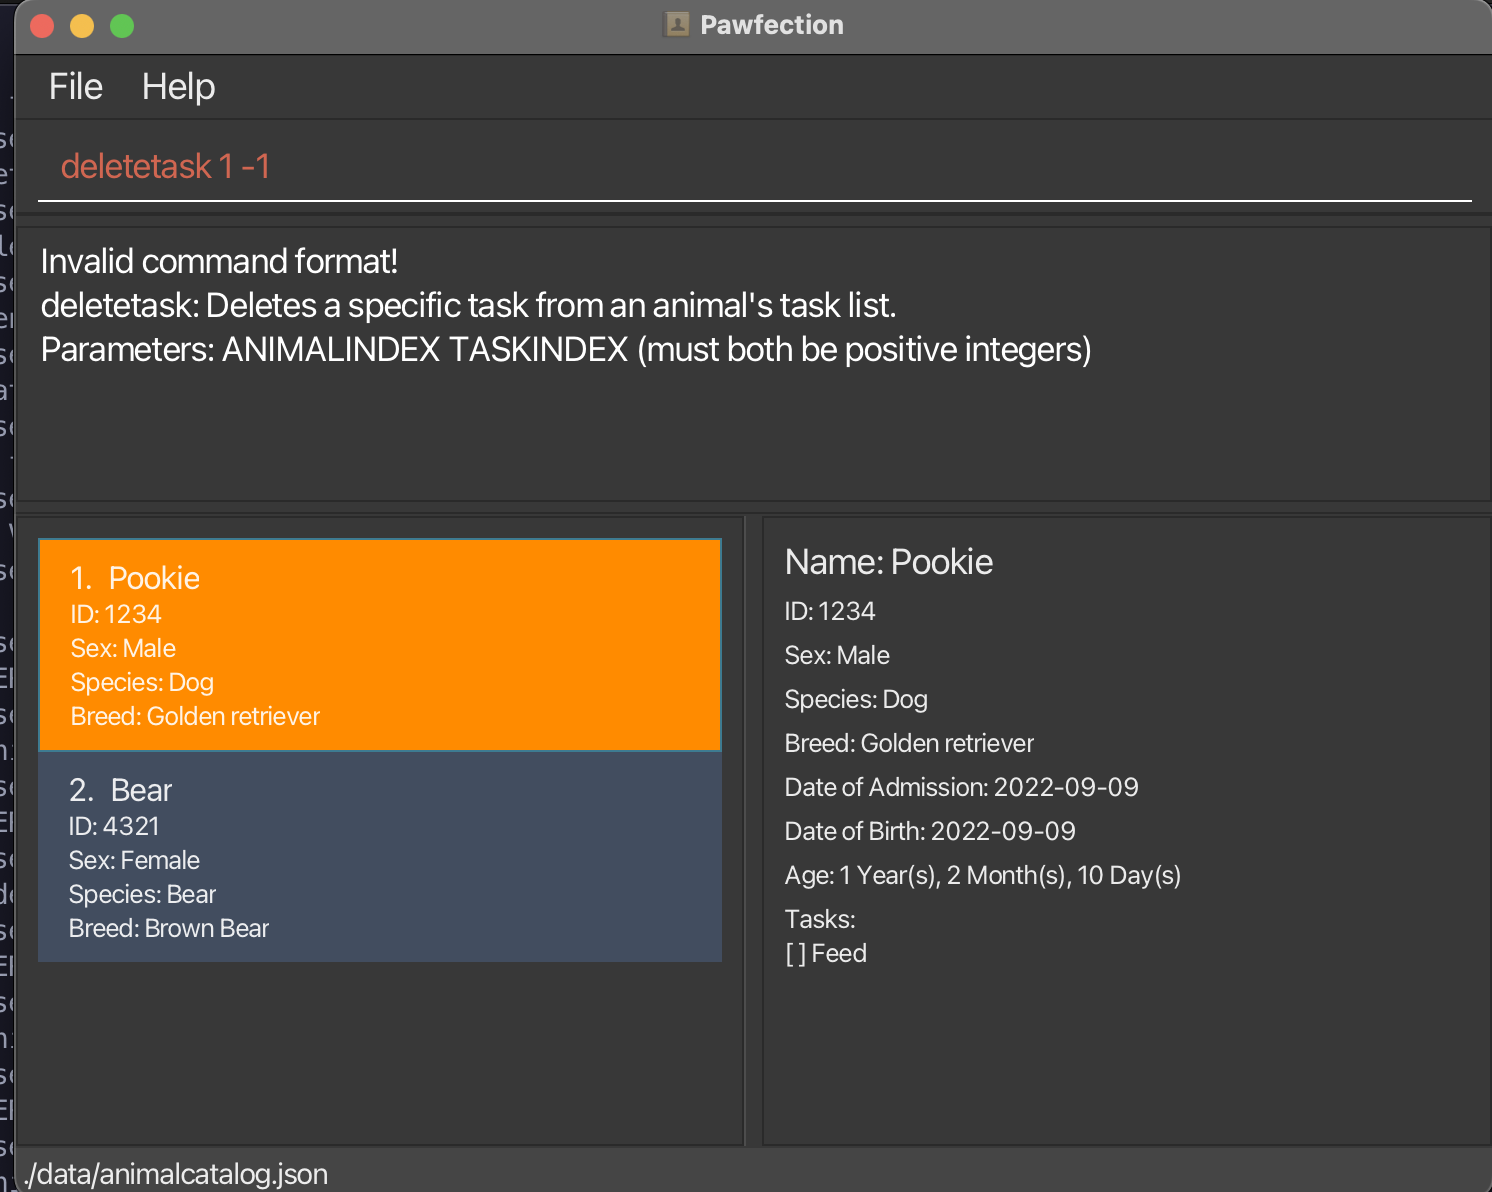 Pawfection
File Help
deletetask 1 -1
Invalid command format!
deletetask: Deletes a specific task from an animal's task list.
Parameters: ANIMALINDEX TASKINDEX (must both be positive integers)
1. Pookie
ID: 1234
Sex: Male
Species: Dog
Breed: Golden retriever
2. Bear
ID: 4321
Sex: Female
Species: Bear
Breed: Brown Bear
Name: Pookie
ID: 1234
Sex: Male
Species: Dog
Breed: Golden retriever
Date of Admission: 2022-09-09
Date of Birth: 2022-09-09
Age: 1 Year(s), 2 Month(s), 10 Day(s)
Tasks:
[ ] Feed
./data/animalcatalog.json